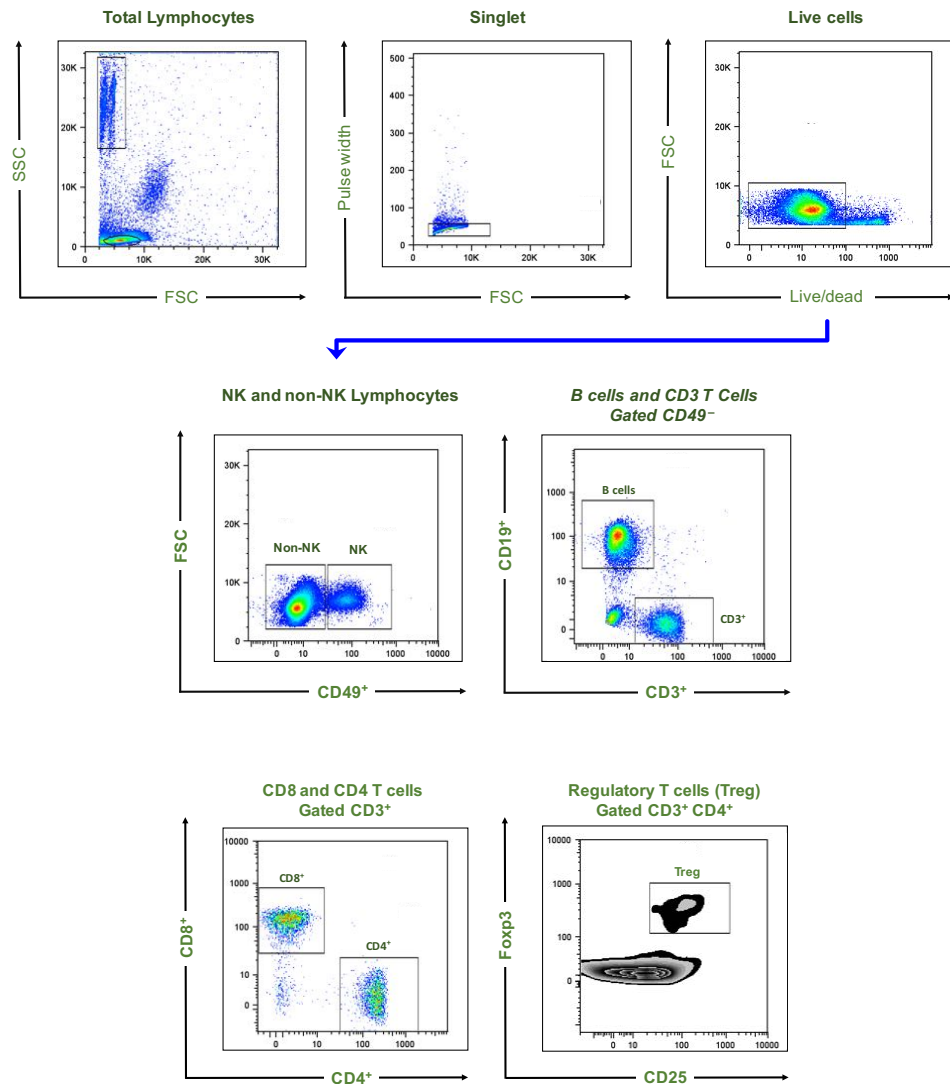 Total Lymphocytes
SSC
30K
20K
10K
0
0
10K
20K
30K
FSC
Singlet
Pulse width
500
400
300
200
100
0
0
10K
20K
30K
FSC
Live cells
FSC
30K
20K
10K
0
0
10
100
1000
Live/dead
NK and non-NK Lymphocytes
FSC
30K
20K
10K
0
Non-NK
NK
0
10
100
1000
10000
CD49⁺
B cells and CD3 T Cells
Gated CD49⁻
CD19⁺
1000
100
10
0
B cells
CD3⁺
0
10
100
1000
10000
CD3⁺
CD8 and CD4 T cells
Gated CD3⁺
CD8⁺
10000
1000
100
10
0
CD8⁺
CD4⁺
0
10
100
1000
CD4⁺
Regulatory T cells (Treg)
Gated CD3⁺ CD4⁺
Foxp3
10000
1000
100
10
0
Treg
0
10
100
1000
10000
CD25